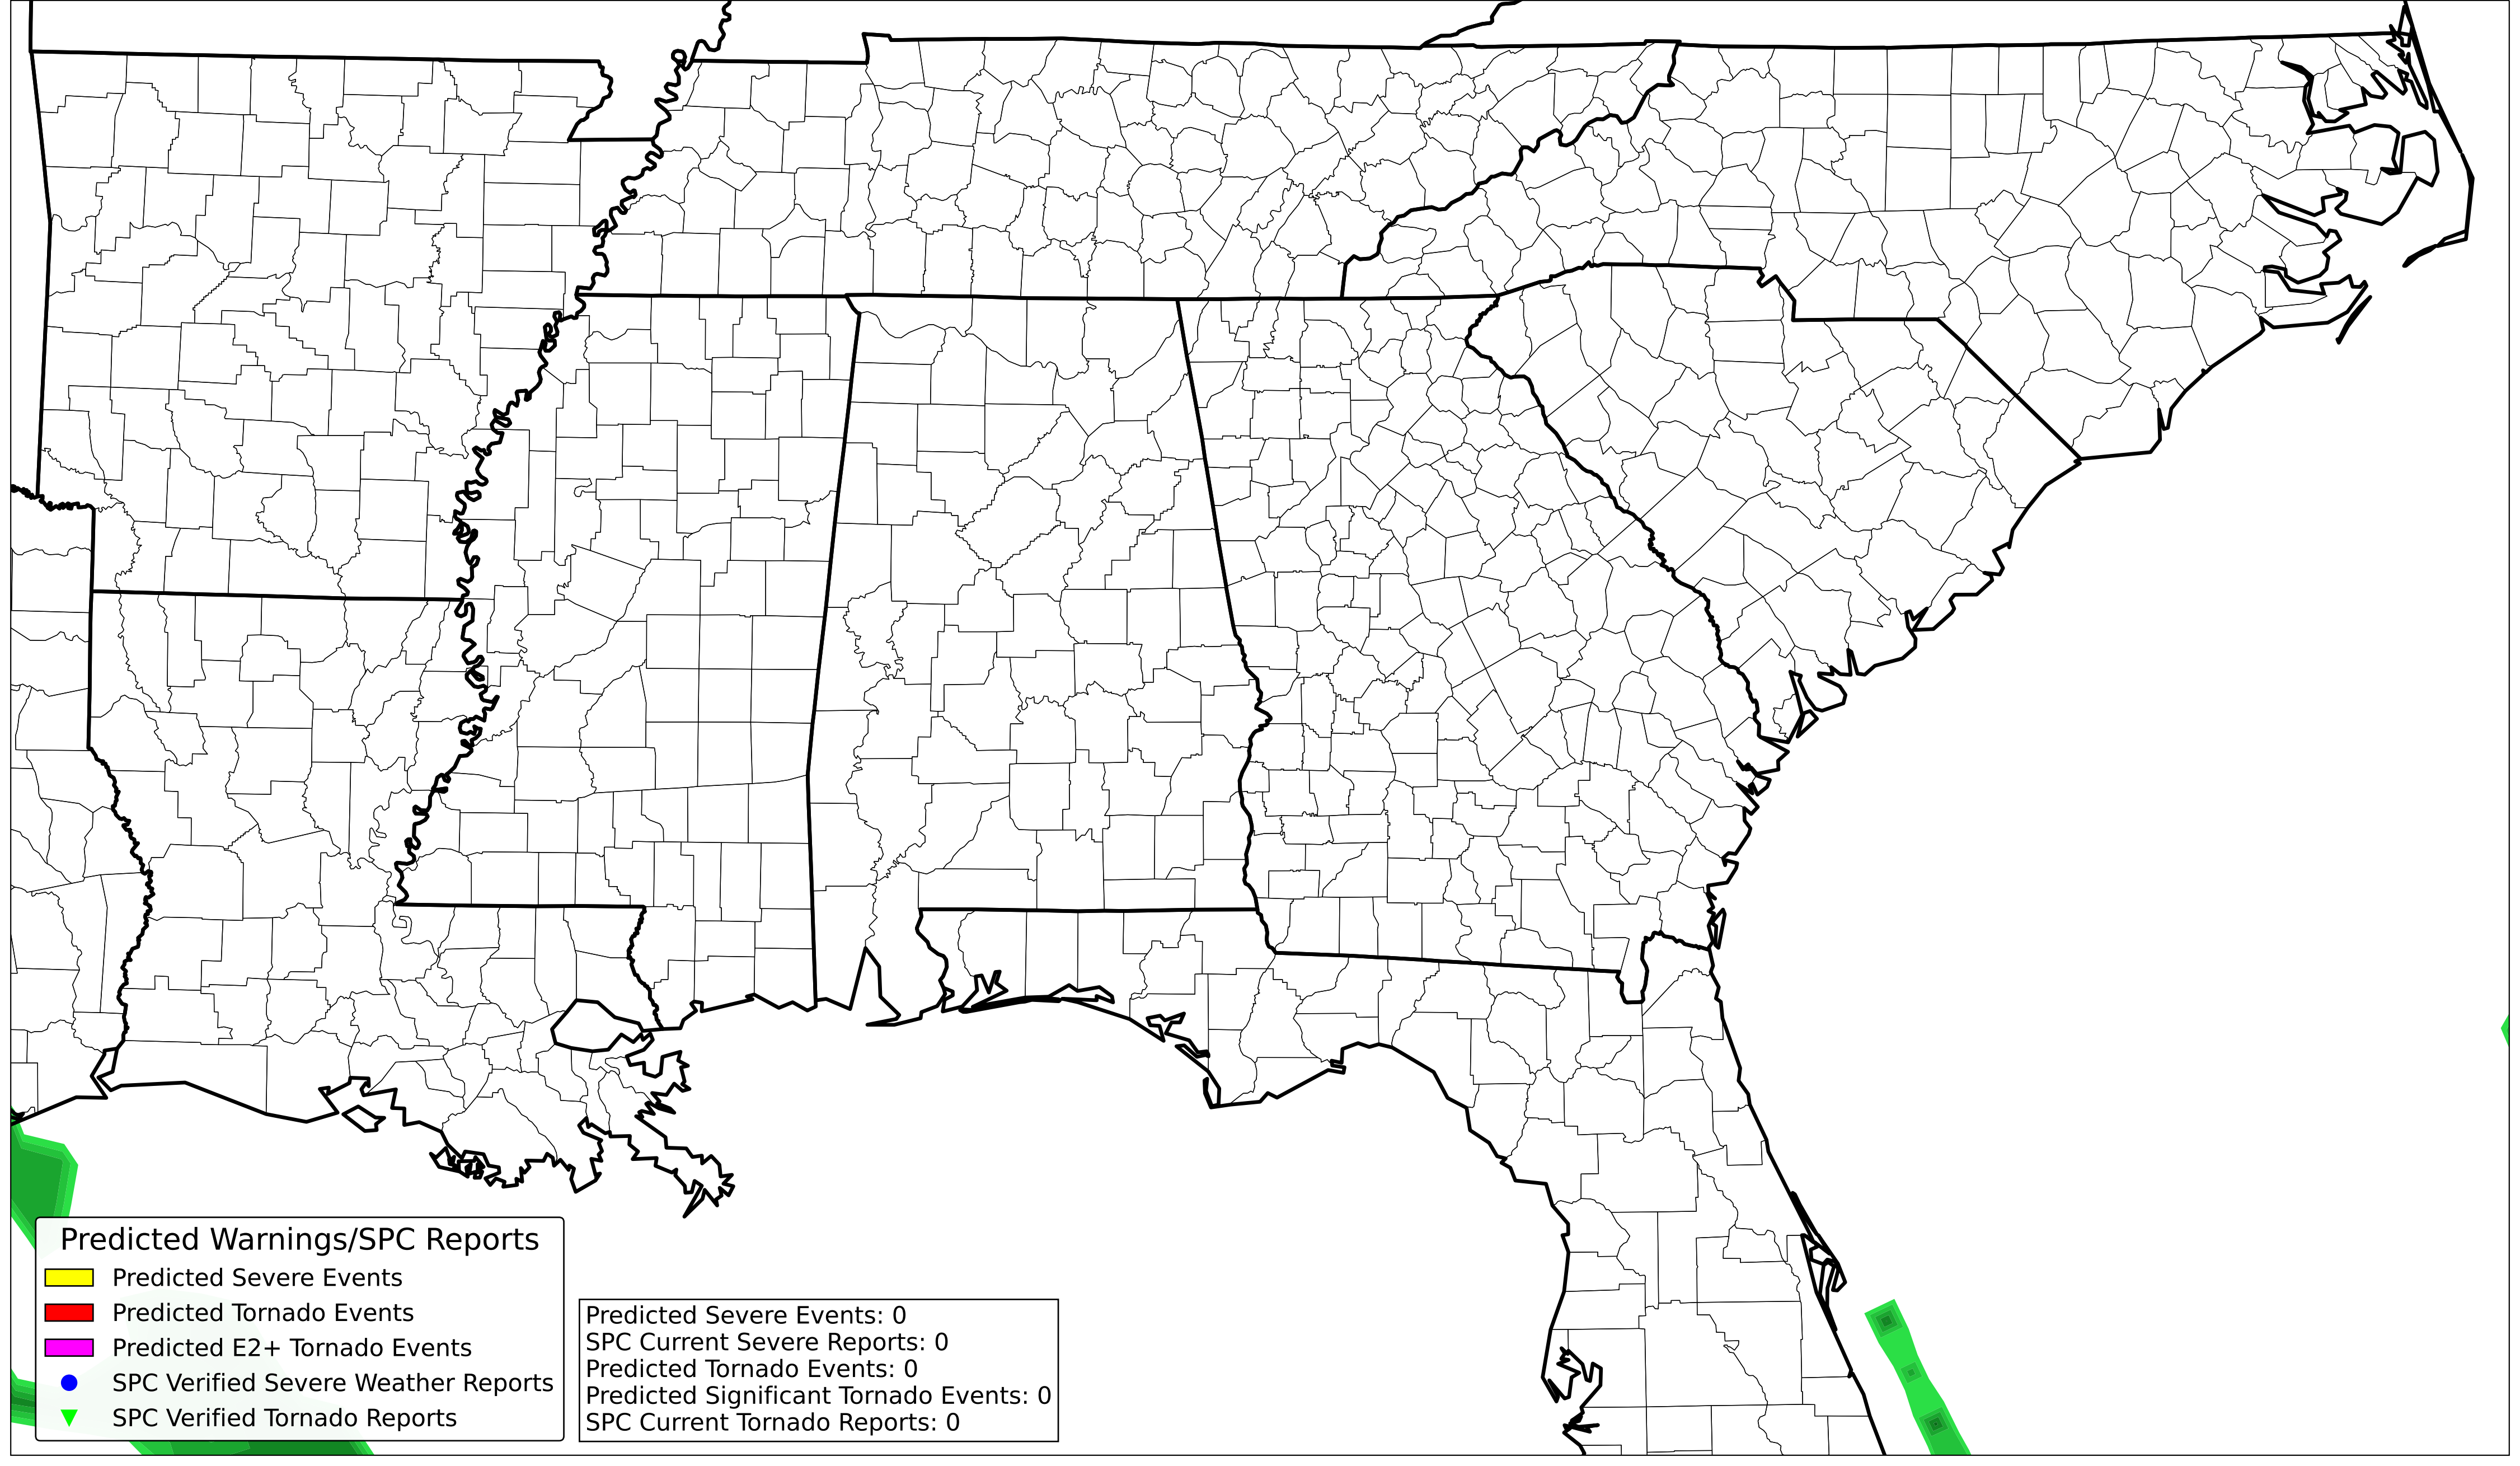 Predicted Warnings/SPC Reports
Predicted Severe Events
Predicted Tornado Events
Predicted E2+ Tornado Events
SPC Verified Severe Weather Reports
SPC Verified Tornado Reports
Predicted Severe Events: 0
SPC Current Severe Reports: 0
Predicted Tornado Events: 0
Predicted Significant Tornado Events: 0
SPC Current Tornado Reports: 0